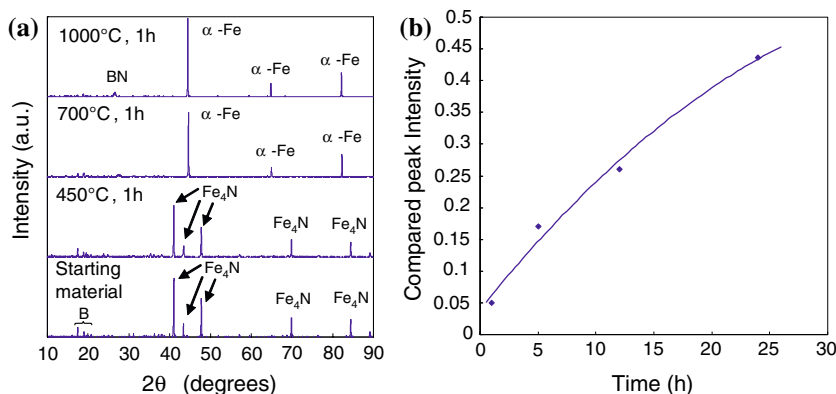 (a)
1000°C, 1h
α -Fe
α -Fe
α -Fe
BN
700°C, 1h
α -Fe
α -Fe
α -Fe
450°C, 1h
Fe₄N
Fe₄N
Fe₄N
Starting
material
B
Fe₄N
Fe₄N
Fe₄N
Intensity (a.u.)
10 20 30 40 50 60 70 80 90
2θ (degrees)
(b)
Compared peak Intensity
0.5
0.45
0.4
0.35
0.3
0.25
0.2
0.15
0.1
0.05
0
0 5 10 15 20 25 30
Time (h)